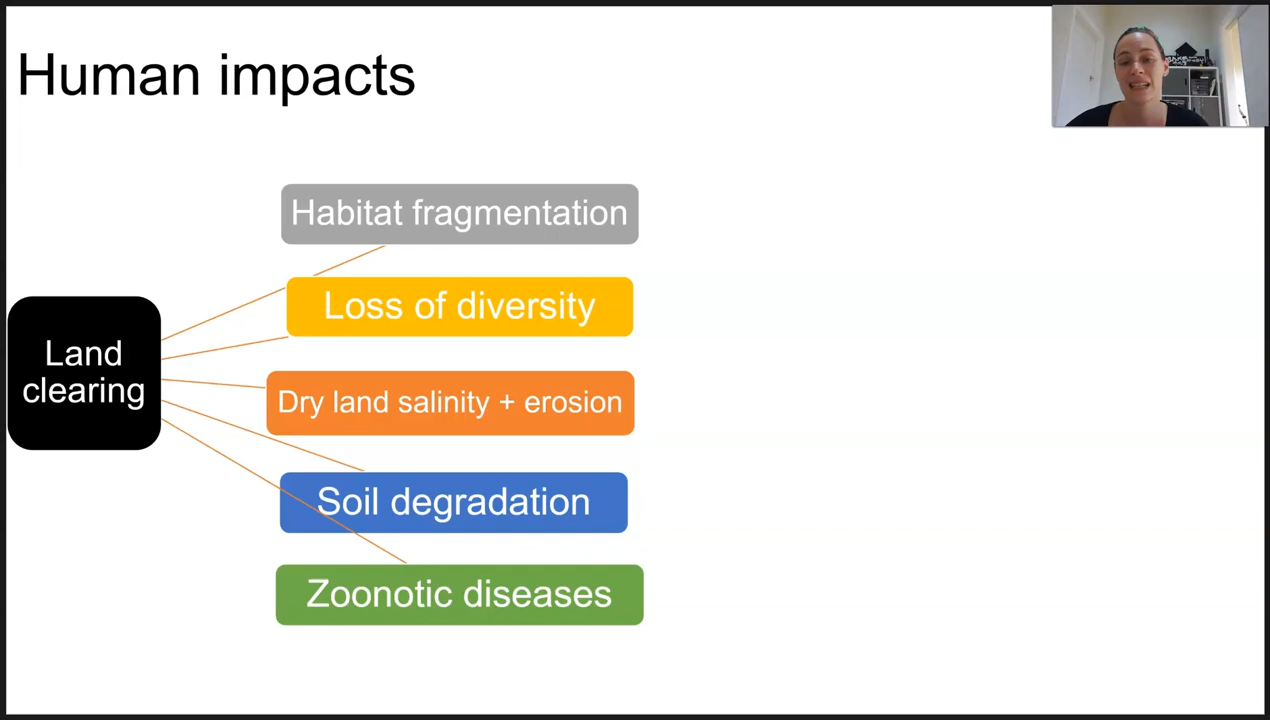 Human impacts
Habitat fragmentation
Loss of diversity
Land
clearing
Dry land salinity + erosion
Soil degradation
Zoonotic diseases